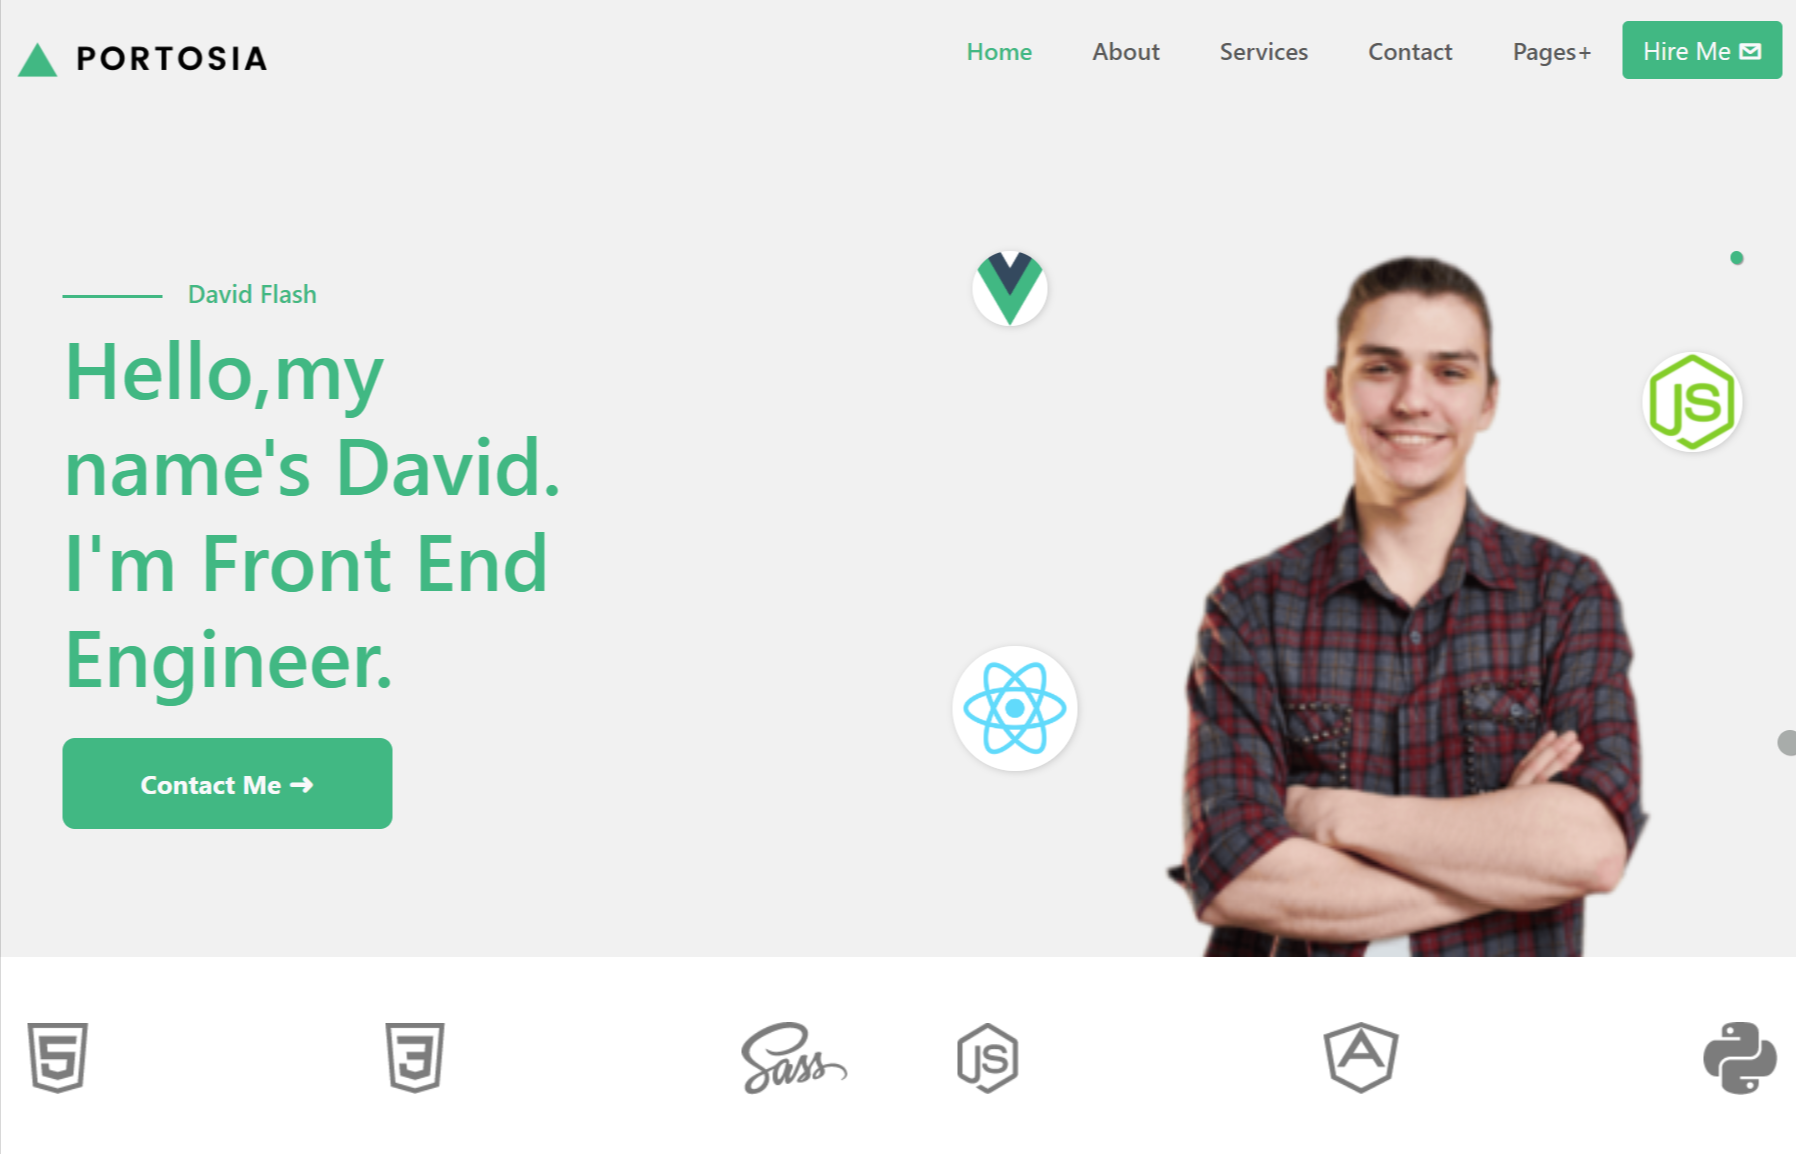 PORTOSIA
Home About Services Contact Pages+ Hire Me
David Flash
Hello,my
name's David.
I'm Front End
Engineer.
JS
Contact Me ➜
5 3 Sass JS A